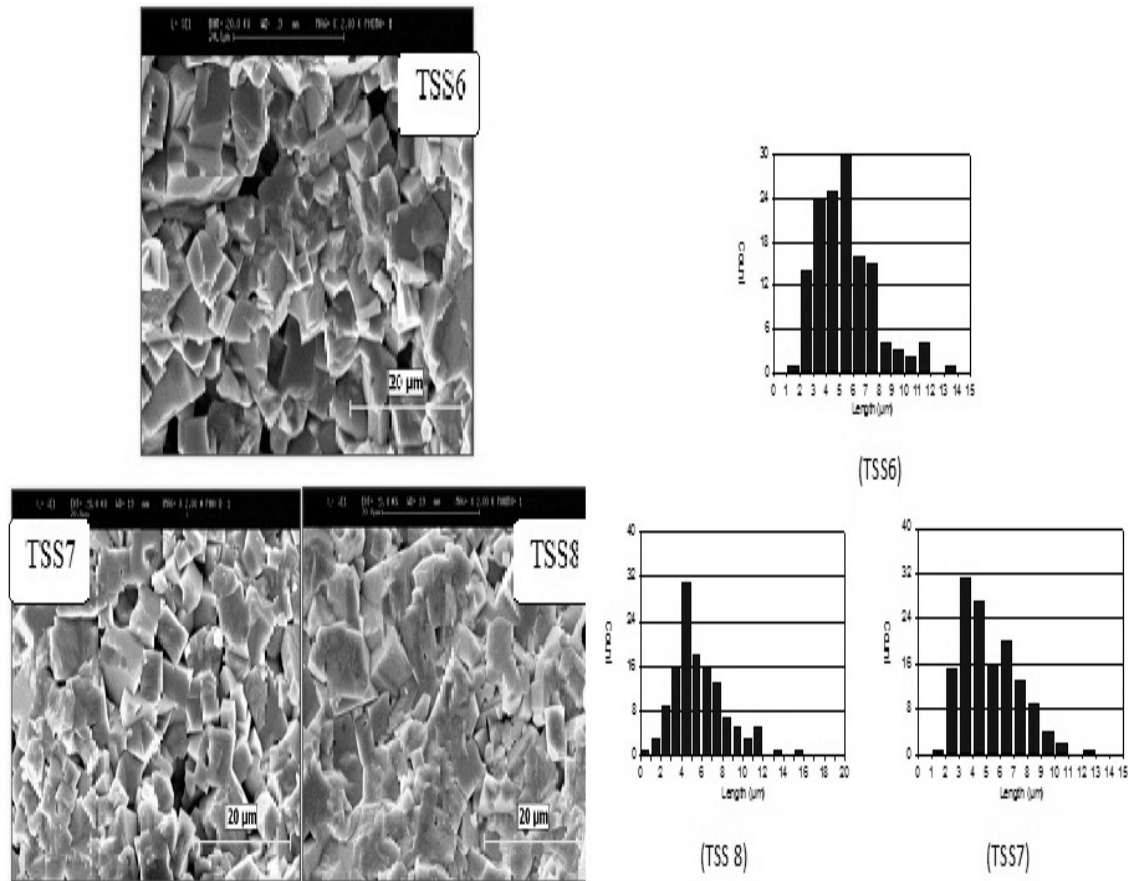 TSS6
20 µm
30
24
18
12
6
0
Count
0 1 2 3 4 5 6 7 8 9 10 11 12 13 14 15
Length (µm)
(TSS6)
TSS7
20 µm
TSS8
20 µm
40
32
24
16
8
0
Count
0 2 4 6 8 10 12 14 16 18 20
Length (µm)
(TSS 8)
40
32
24
16
8
0
Count
0 1 2 3 4 5 6 7 8 9 10 11 12 13 14 15
Length (µm)
(TSS7)